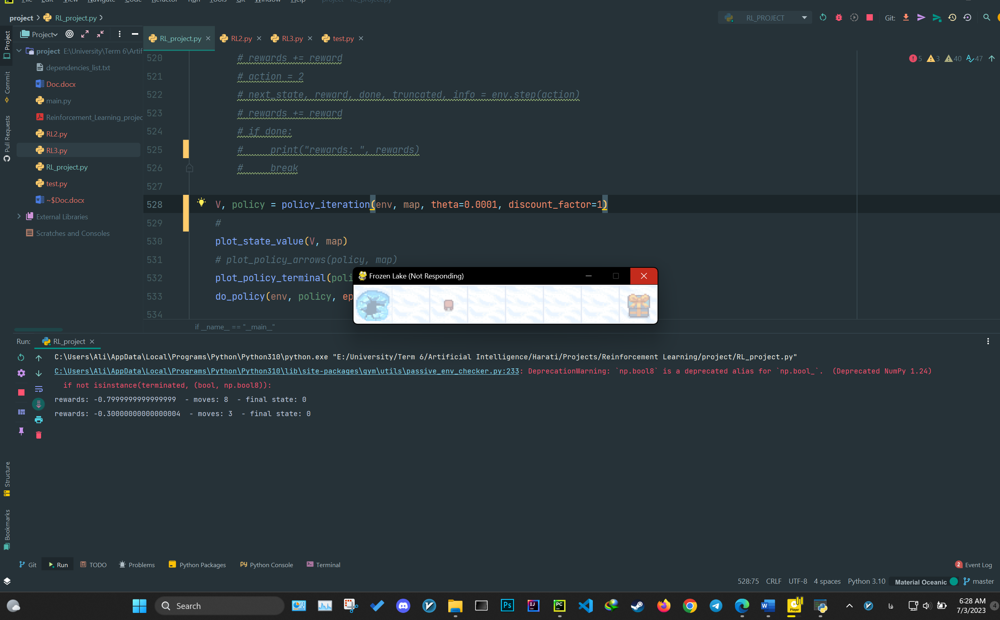 File Edit View Navigate Code Refactor Run Tools Git Window Help project - RL_project.py
project RL_project.py
RL_PROJECT
Git:
Project
RL_project.py
RL2.py
RL3.py
test.py
project E:\University\Term 6\Artif
dependencies_list.txt
Doc.docx
main.py
Reinforcement_Learning_projec
RL2.py
RL3.py
RL_project.py
test.py
~$Doc.docx
External Libraries
Scratches and Consoles
Project
Commit
Pull Requests
Structure
Bookmarks
5 3 40 47
520 # rewards += reward
521 # action = 2
522 # next_state, reward, done, truncated, info = env.step(action)
523 # rewards += reward
524 # if done:
525 #     print("rewards: ", rewards)
526 #     break
527
528 V, policy = policy_iteration(env, map, theta=0.0001, discount_factor=1)
529 #
530 plot_state_value(V, map)
531 # plot_policy_arrows(policy, map)
532 plot_policy_terminal(poli
533 do_policy(env, policy, ep
534
Frozen Lake (Not Responding)
if __name__ == "__main__"
Run: RL_project
C:\Users\Ali\AppData\Local\Programs\Python\Python310\python.exe "E:/University/Term 6/Artificial Intelligence/Harati/Projects/Reinforcement Learning/project/RL_project.py"
C:\Users\Ali\AppData\Local\Programs\Python\Python310\lib\site-packages\gym\utils\passive_env_checker.py:233: DeprecationWarning: `np.bool8` is a deprecated alias for `np.bool_`.  (Deprecated NumPy 1.24)
if not isinstance(terminated, (bool, np.bool8)):
rewards: -0.7999999999999999  - moves: 8  - final state: 0
rewards: -0.30000000000000004  - moves: 3  - final state: 0
Git Run TODO Problems Python Packages Python Console Terminal
2 Event Log
528:75 CRLF UTF-8 4 spaces Python 3.10 Material Oceanic master
Search
Ps
IJ
PC
W
Player
فا
6:28 AM
7/3/2023
4